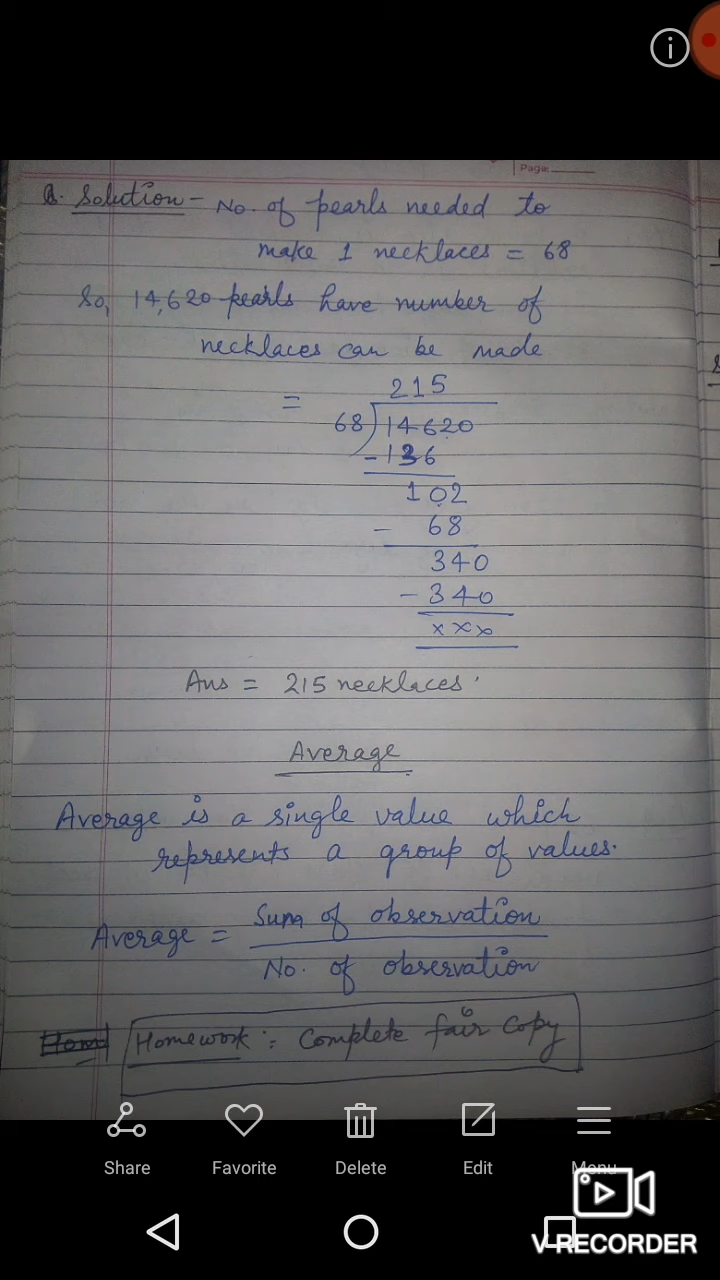 Page:
8. Solution - No. of pearls needed to
make 1 necklaces = 68
So, 14,620 pearls have number of
necklaces can be made
= 215
68)14620
-136
102
- 68
340
- 340
xxx
Ans = 215 necklaces.
Average
Average is a single value which
represents a group of values.
Average = Sum of observation
No. of observation
Homework: Complete fair copy
Share Favorite Delete Edit Menu
V RECORDER